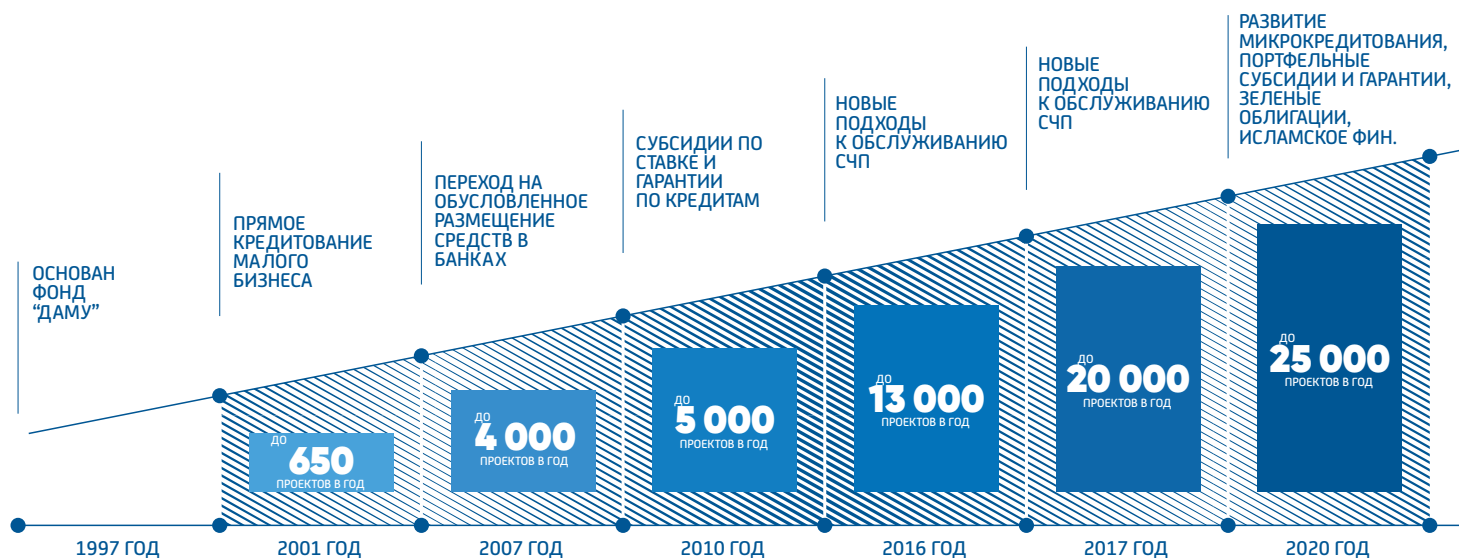 ОСНОВАН
ФОНД
“ДАМУ”
ПРЯМОЕ
КРЕДИТОВАНИЕ
МАЛОГО
БИЗНЕСА
ПЕРЕХОД НА
ОБУСЛОВЛЕННОЕ
РАЗМЕЩЕНИЕ
СРЕДСТВ В
БАНКАХ
СУБСИДИИ ПО
СТАВКЕ И
ГАРАНТИИ
ПО КРЕДИТАМ
НОВЫЕ
ПОДХОДЫ
К ОБСЛУЖИВАНИЮ
СЧП
НОВЫЕ
ПОДХОДЫ
К ОБСЛУЖИВАНИЮ
СЧП
РАЗВИТИЕ
МИКРОКРЕДИТОВАНИЯ,
ПОРТФЕЛЬНЫЕ
СУБСИДИИ И ГАРАНТИИ,
ЗЕЛЕНЫЕ
ОБЛИГАЦИИ,
ИСЛАМСКОЕ ФИН.
ДО
650
ПРОЕКТОВ В ГОД
ДО
4 000
ПРОЕКТОВ В ГОД
ДО
5 000
ПРОЕКТОВ В ГОД
ДО
13 000
ПРОЕКТОВ В ГОД
ДО
20 000
ПРОЕКТОВ В ГОД
ДО
25 000
ПРОЕКТОВ В ГОД
1997 ГОД
2001 ГОД
2007 ГОД
2010 ГОД
2016 ГОД
2017 ГОД
2020 ГОД